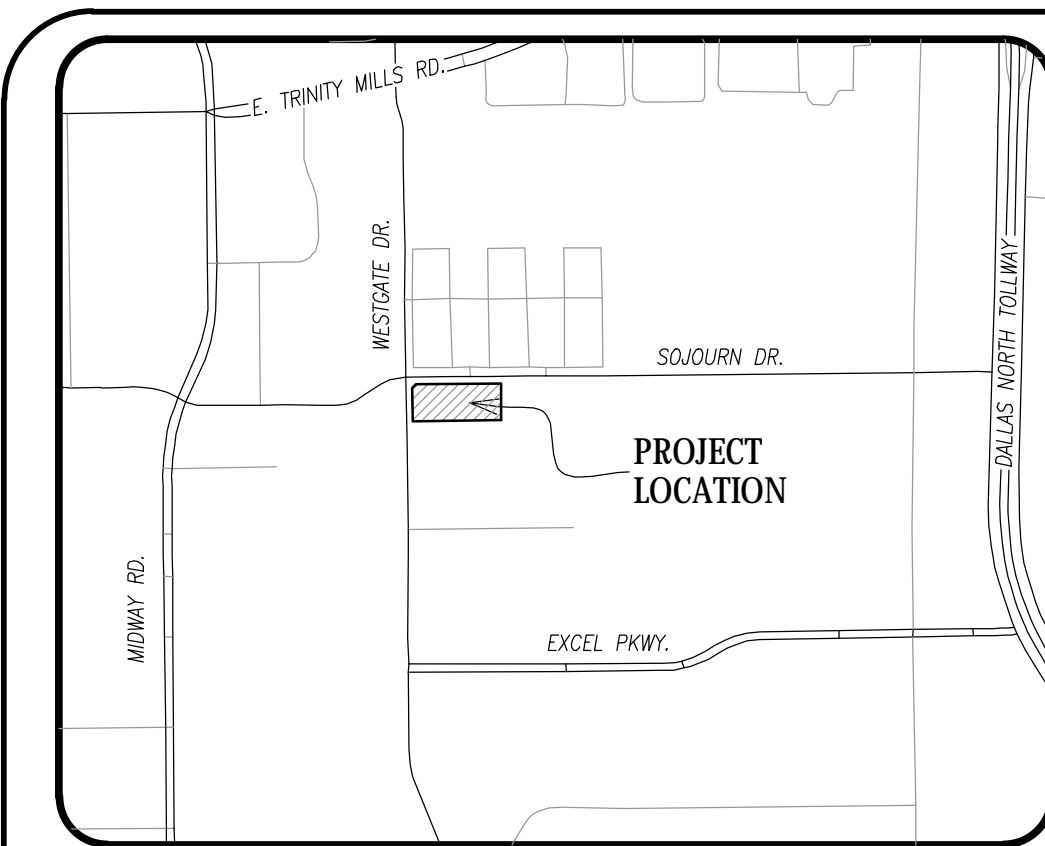 E. TRINITY MILLS RD.
WESTGATE DR.
SOJOURN DR.
DALLAS NORTH TOLLWAY
PROJECT
LOCATION
MIDWAY RD.
EXCEL PKWY.